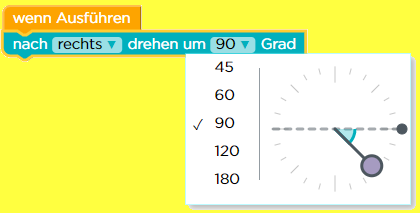 wenn Ausführen
nach rechts ▼ drehen um 90 ▼ Grad
45
60
✓ 90
120
180